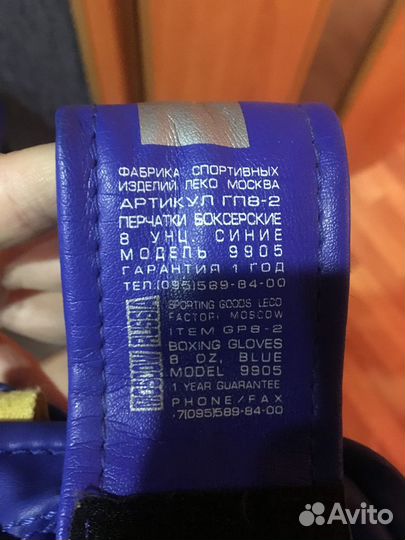 ФАБРИКА СПОРТИВНЫХ
ИЗДЕЛИЙ ЛЕКО МОСКВА
АРТИКУЛ ГП8-2
ПЕРЧАТКИ БОКСЕРСКИЕ
8 УНЦ. СИНИЕ
МОДЕЛЬ 9905
ГАРАНТИЯ 1 ГОД
ТЕЛ.(095)589-84-00
SPORTING GOODS LECO
FACTORY MOSCOW
ITEM GP8-2
BOXING GLOVES
8 OZ, BLUE
MODEL 9905
1 YEAR GUARANTEE
PHONE/FAX
+7(095)589-84-00
RUSSIA
Avito